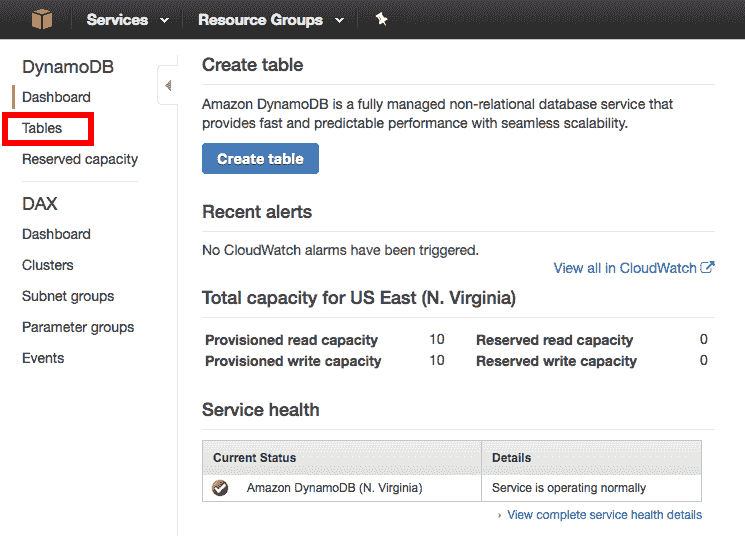 Services
Resource Groups
DynamoDB
Dashboard
Tables
Reserved capacity
DAX
Dashboard
Clusters
Subnet groups
Parameter groups
Events
Create table
Amazon DynamoDB is a fully managed non-relational database service that
provides fast and predictable performance with seamless scalability.
Create table
Recent alerts
No CloudWatch alarms have been triggered.
View all in CloudWatch
Total capacity for US East (N. Virginia)
Provisioned read capacity 10 Reserved read capacity 0
Provisioned write capacity 10 Reserved write capacity 0
Service health
Current Status Details
Amazon DynamoDB (N. Virginia) Service is operating normally
View complete service health details